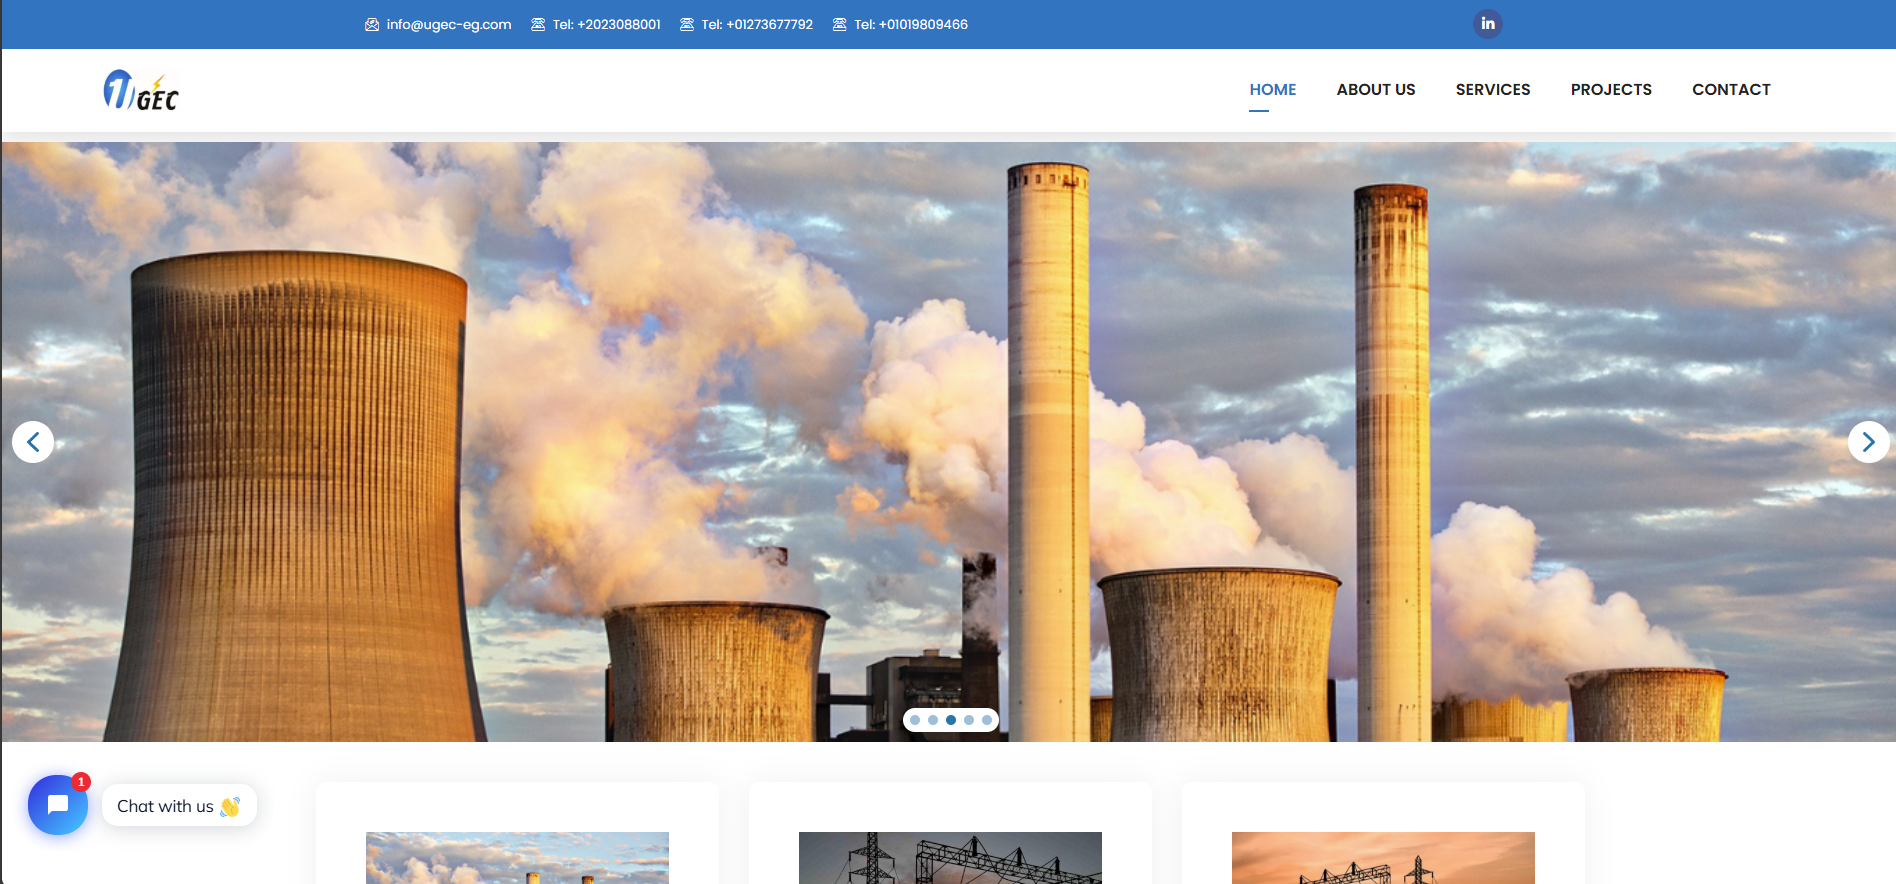 info@ugec-eg.com Tel: +2023088001 Tel: +01273677792 Tel: +01019809466 in
UGEC
HOME ABOUT US SERVICES PROJECTS CONTACT
1
Chat with us 👋